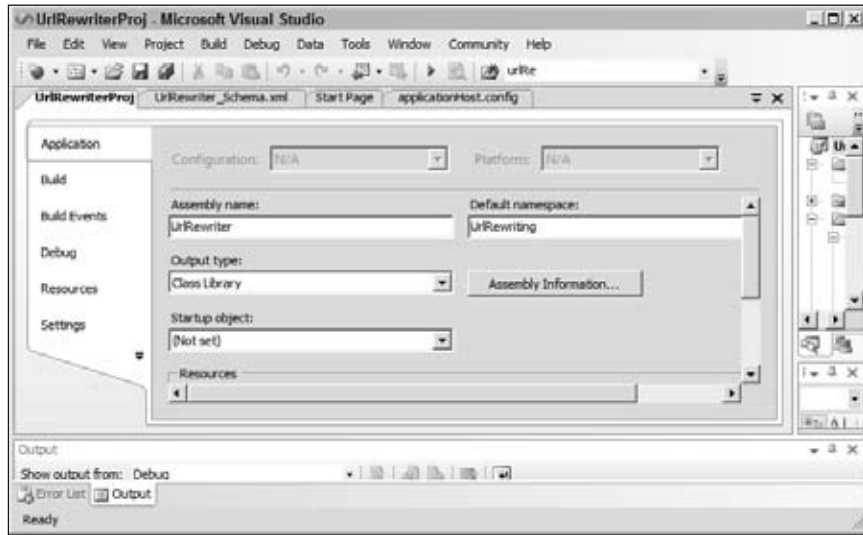 UrlRewriterProj - Microsoft Visual Studio
File Edit View Project Build Debug Data Tools Window Community Help
urlRe
UrlRewriterProj UrlRewriter_Schema.xml Start Page applicationHost.config
Application
Build
Build Events
Debug
Resources
Settings
Configuration: N/A Platform: N/A
Assembly name: Default namespace:
UrlRewriter UrlRewriting
Output type:
Class Library Assembly Information...
Startup object:
(Not set)
Resources
Output
Show output from: Debug
Error List Output
Ready